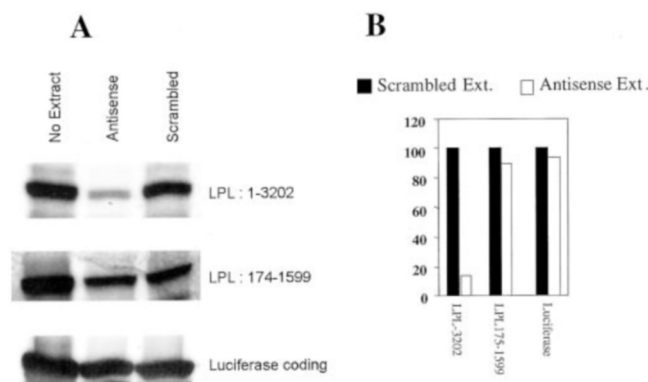 A
No Extract
Antisense
Scrambled
LPL : 1-3202
LPL : 174-1599
Luciferase coding
B
Scrambled Ext.
Antisense Ext.
120
100
80
60
40
20
0
LPL-3202
LPL175-1599
Luciferase